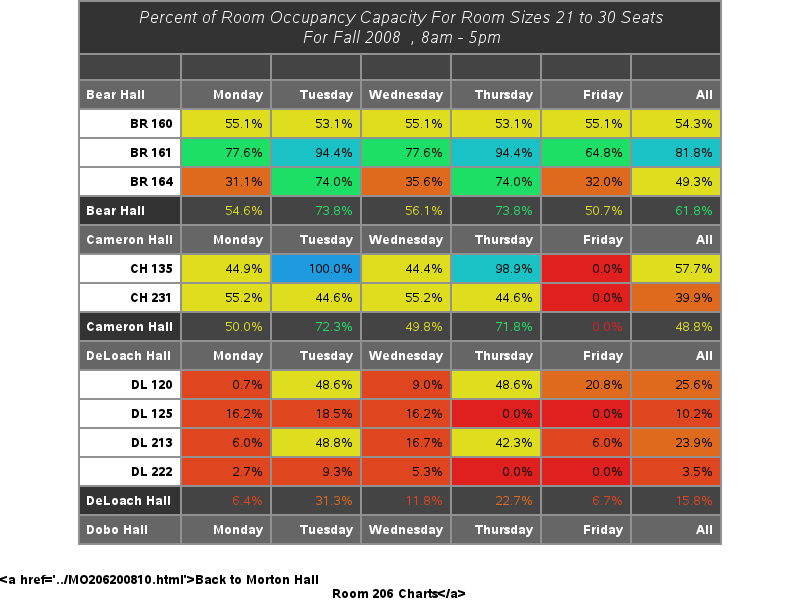 Percent of Room Occupancy Capacity For Room Sizes 21 to 30 Seats
For Fall 2008 , 8am - 5pm
Bear Hall Monday Tuesday Wednesday Thursday Friday All
BR 160 55.1% 53.1% 55.1% 53.1% 55.1% 54.3%
BR 161 77.6% 94.4% 77.6% 94.4% 64.8% 81.8%
BR 164 31.1% 74.0% 35.6% 74.0% 32.0% 49.3%
Bear Hall 54.6% 73.8% 56.1% 73.8% 50.7% 61.8%
Cameron Hall Monday Tuesday Wednesday Thursday Friday All
CH 135 44.9% 100.0% 44.4% 98.9% 0.0% 57.7%
CH 231 55.2% 44.6% 55.2% 44.6% 0.0% 39.9%
Cameron Hall 50.0% 72.3% 49.8% 71.8% 0.0% 48.8%
DeLoach Hall Monday Tuesday Wednesday Thursday Friday All
DL 120 0.7% 48.6% 9.0% 48.6% 20.8% 25.6%
DL 125 16.2% 18.5% 16.2% 0.0% 0.0% 10.2%
DL 213 6.0% 48.8% 16.7% 42.3% 6.0% 23.9%
DL 222 2.7% 9.3% 5.3% 0.0% 0.0% 3.5%
DeLoach Hall 6.4% 31.3% 11.8% 22.7% 6.7% 15.8%
Dobo Hall Monday Tuesday Wednesday Thursday Friday All
<a href='../MO206200810.html'>Back to Morton Hall
Room 206 Charts</a>